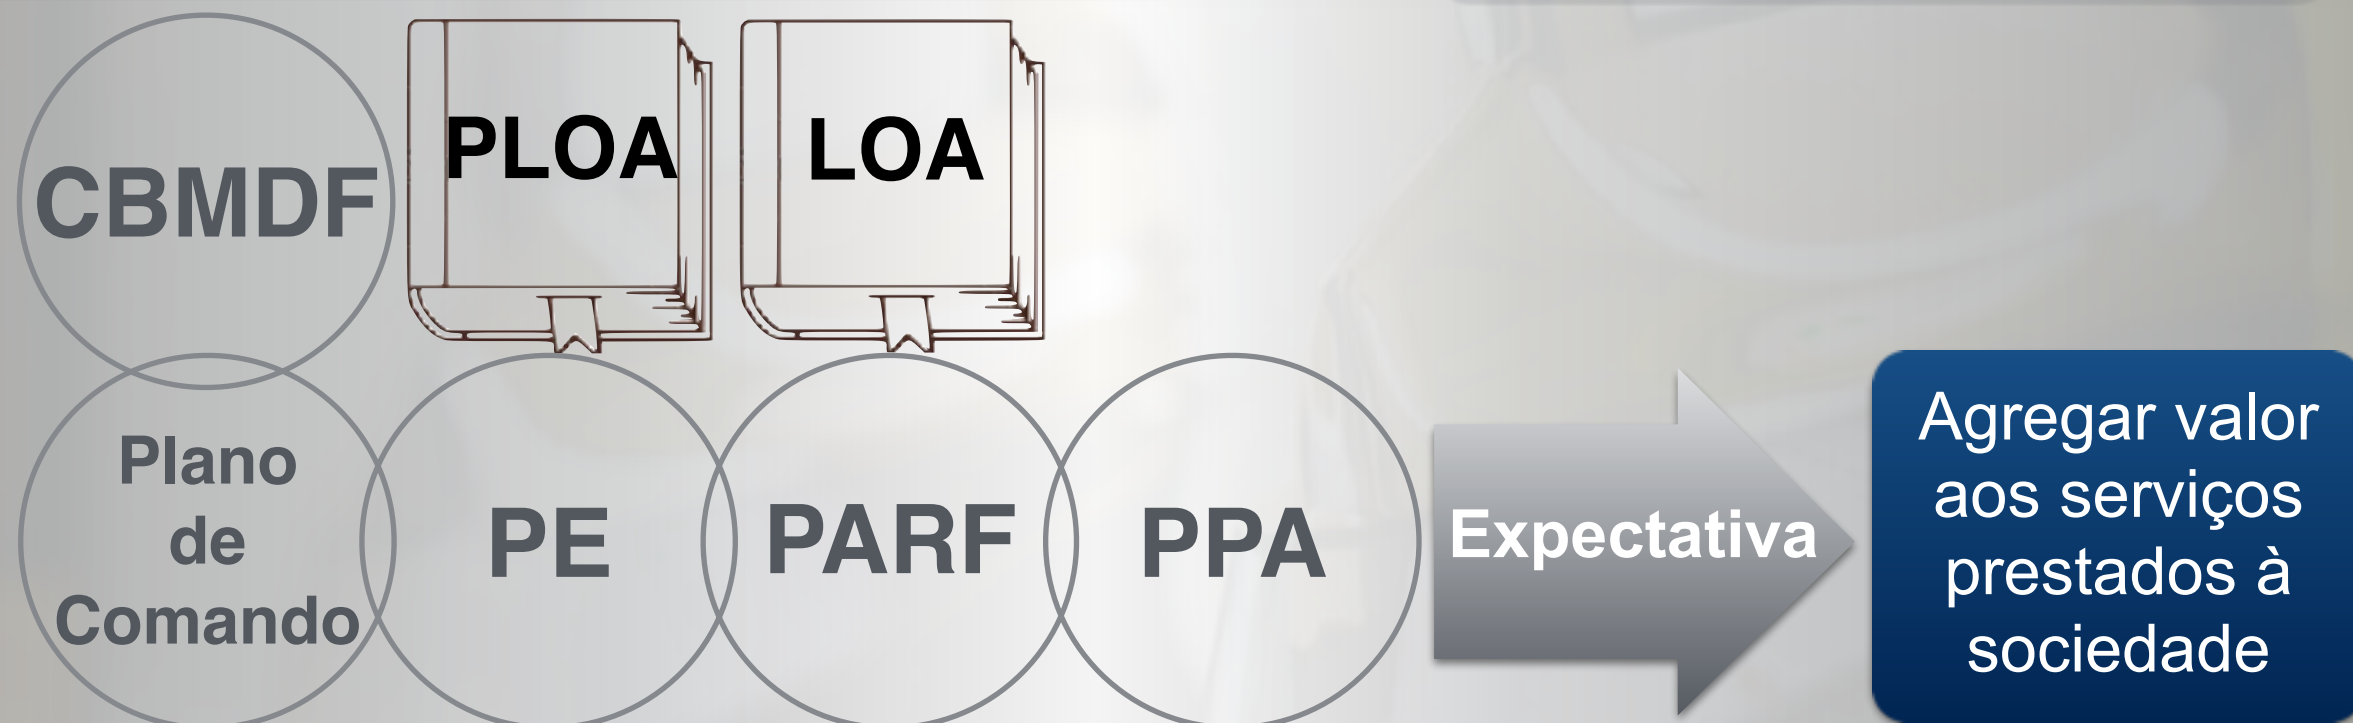 CBMDF
PLOA
LOA
Plano
de
Comando
PE
PARF
PPA
Expectativa
Agregar valor
aos serviços
prestados à
sociedade